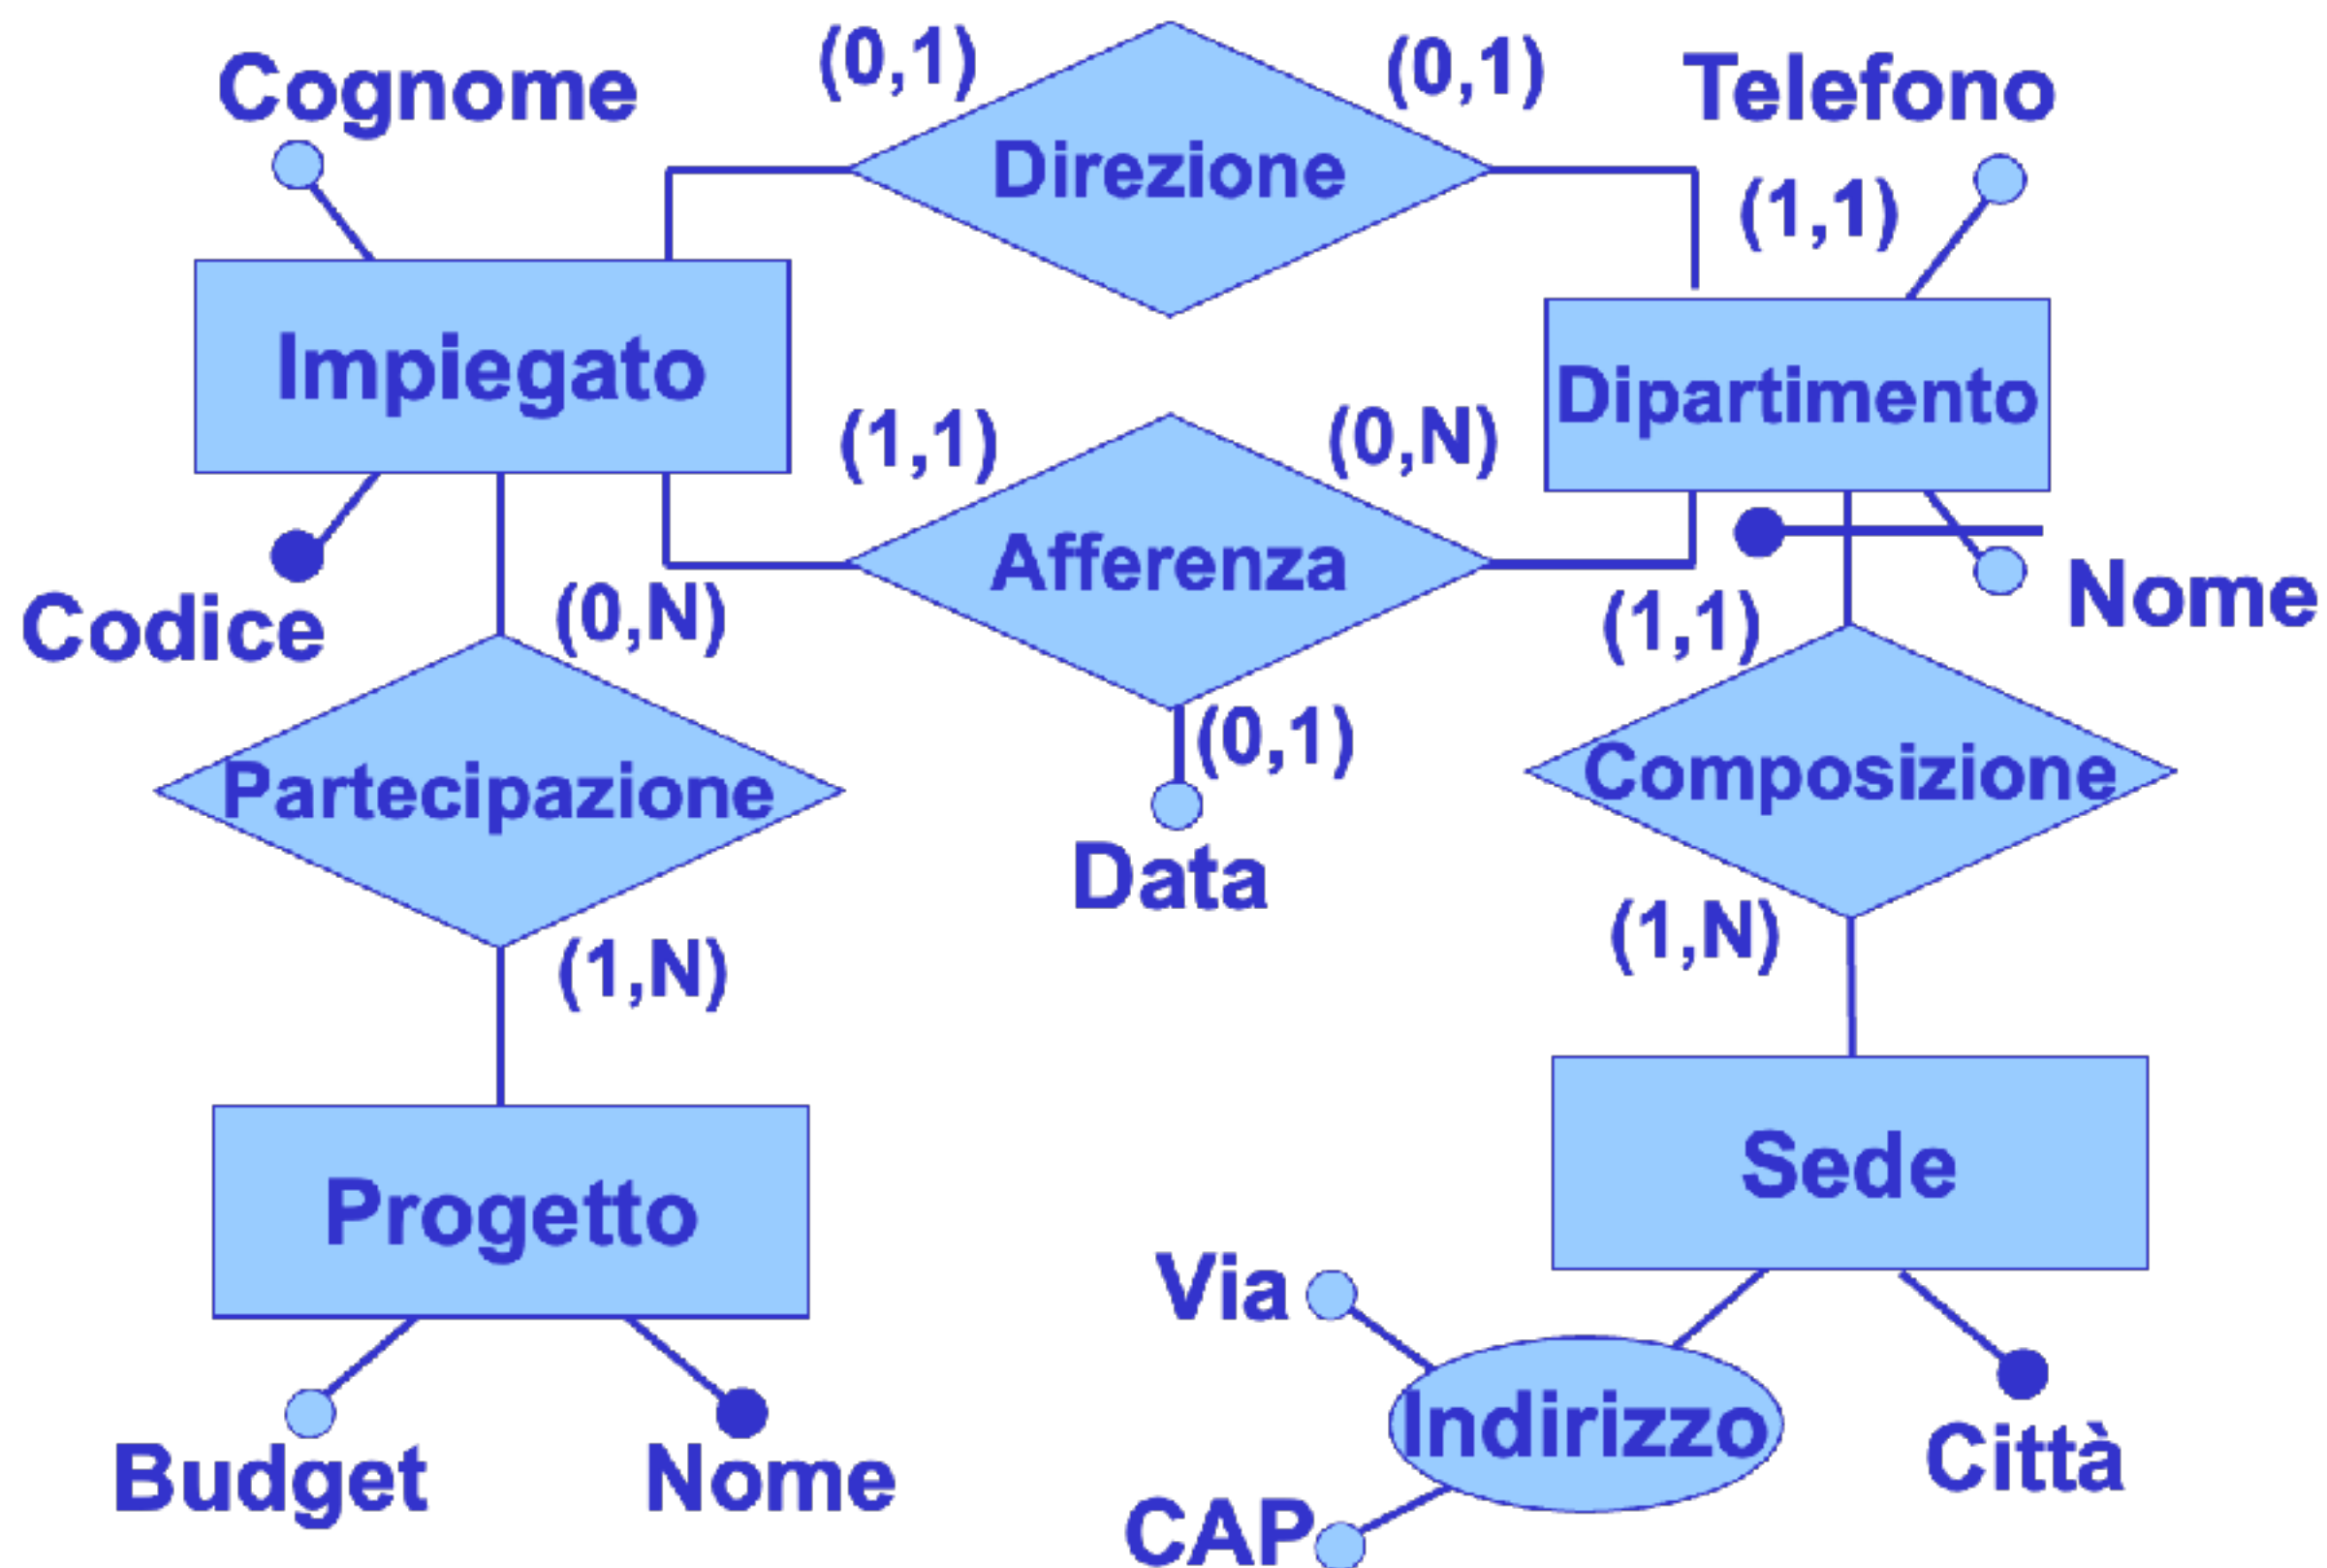 (0,1)
(0,1)
Cognome
Telefono
Direzione
(1,1)
Impiegato
Dipartimento
(1,1)
(0,N)
Afferenza
Codice
(0,N)
(1,1)
Nome
(0,1)
Partecipazione
Composizione
Data
(1,N)
(1,N)
Sede
Progetto
Via
Indirizzo
Città
Budget
Nome
CAP